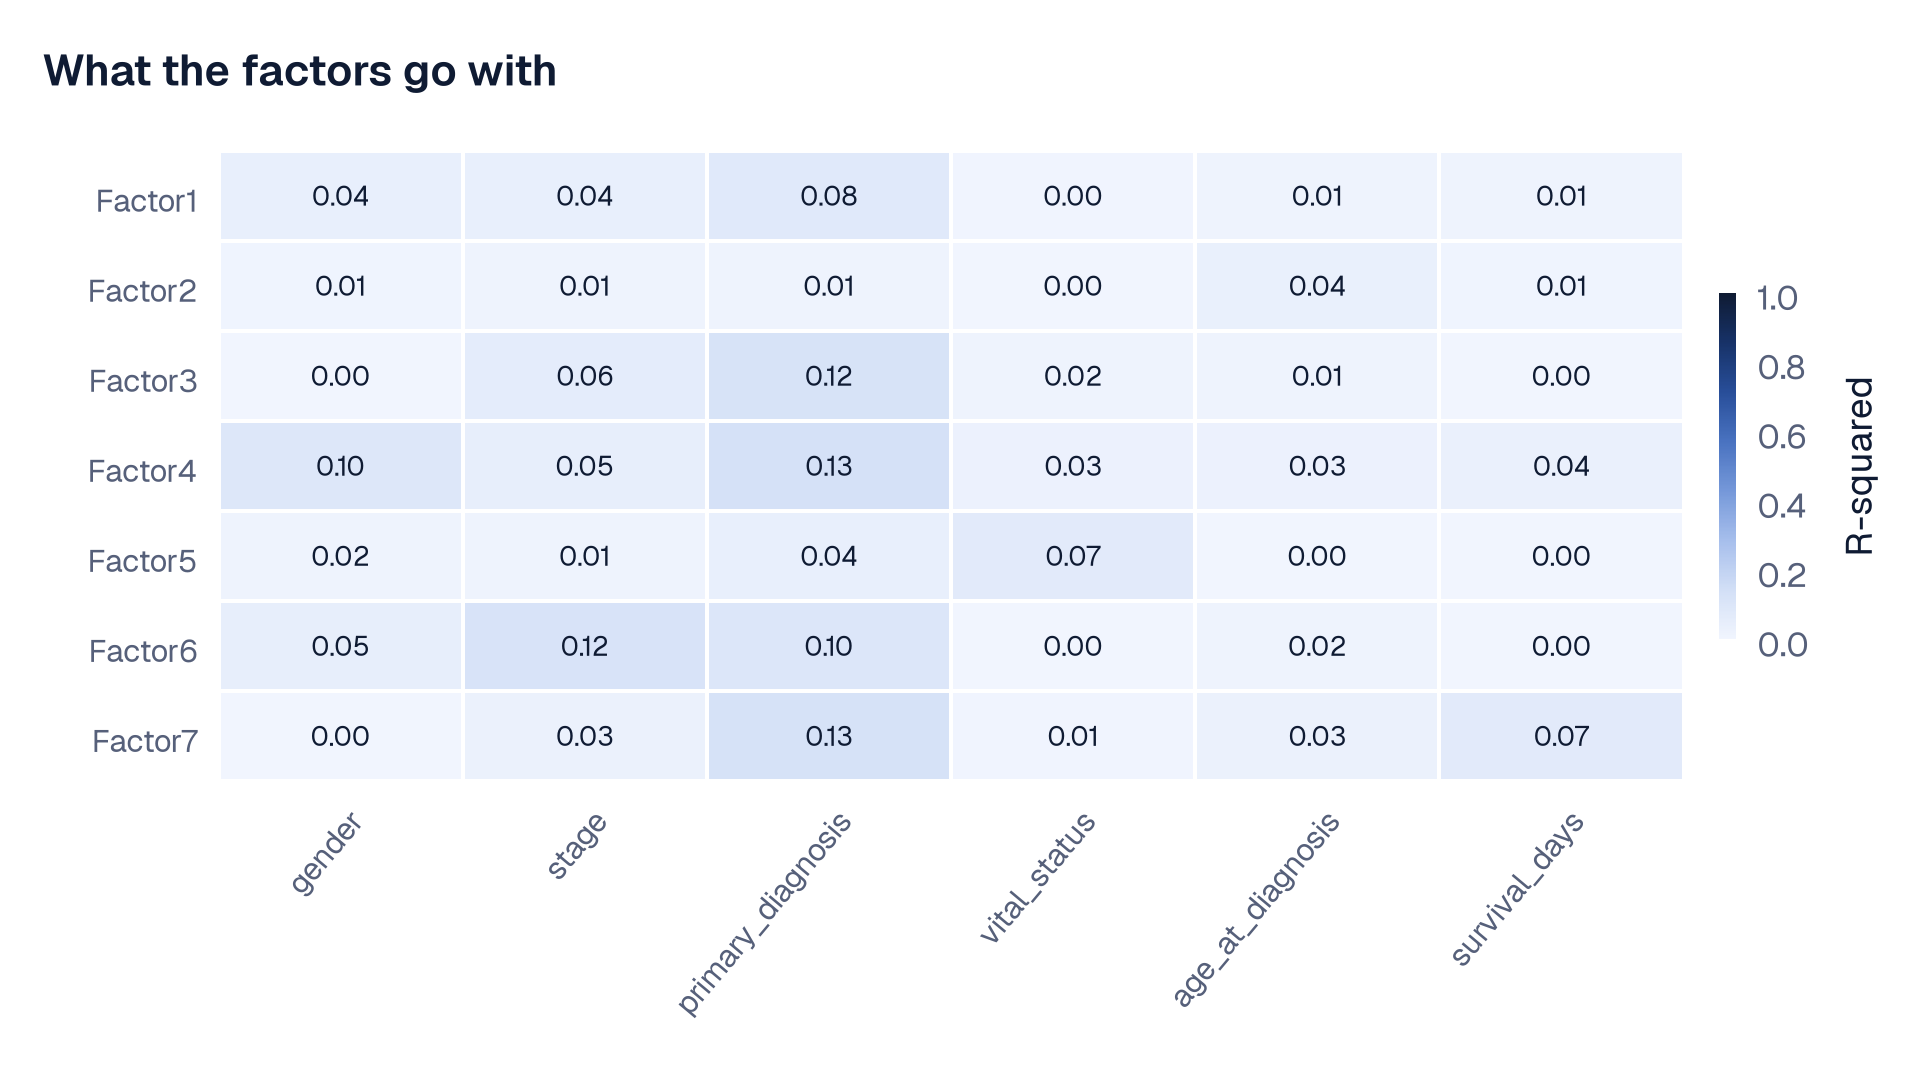 What the factors go with
Factor1 0.04 0.04 0.08 0.00 0.01 0.01
Factor2 0.01 0.01 0.01 0.00 0.04 0.01
Factor3 0.00 0.06 0.12 0.02 0.01 0.00
Factor4 0.10 0.05 0.13 0.03 0.03 0.04
Factor5 0.02 0.01 0.04 0.07 0.00 0.00
Factor6 0.05 0.12 0.10 0.00 0.02 0.00
Factor7 0.00 0.03 0.13 0.01 0.03 0.07
gender
stage
primary_diagnosis
vital_status
age_at_diagnosis
survival_days
1.0
0.8
0.6
0.4
0.2
0.0
R-squared